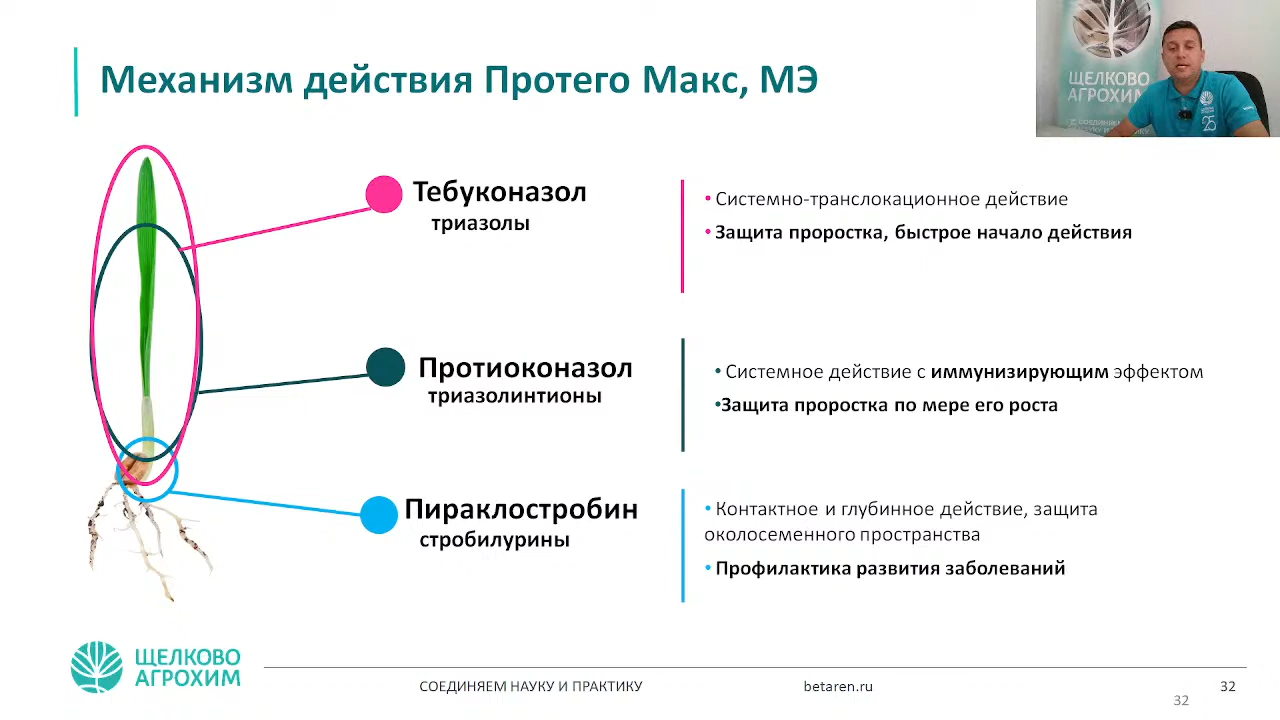 Механизм действия Протего Макс, МЭ
ЩЕЛКОВО
АГРОХИМ
25
Тебуконазол
триазолы
• Системно-транслокационное действие
• Защита проростка, быстрое начало действия
Протиоконазол
триазолинтионы
• Системное действие с иммунизирующим эффектом
•Защита проростка по мере его роста
Пираклостробин
стробилурины
• Контактное и глубинное действие, защита
околосеменного пространства
• Профилактика развития заболеваний
ЩЕЛКОВО
АГРОХИМ
СОЕДИНЯЕМ НАУКУ И ПРАКТИКУ
betaren.ru
32
32